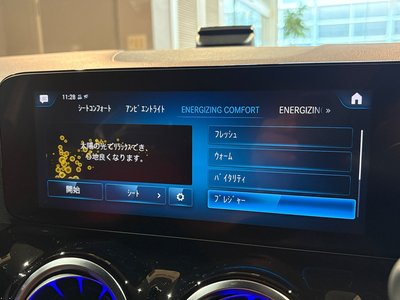 11:28
シートコンフォート アンビエントライト ENERGIZING COMFORT ENERGIZIN »
太陽の光でリラックスでき、
心地良くなります。
開始
シート >
フレッシュ
ウォーム
バイタリティ
プレジャー